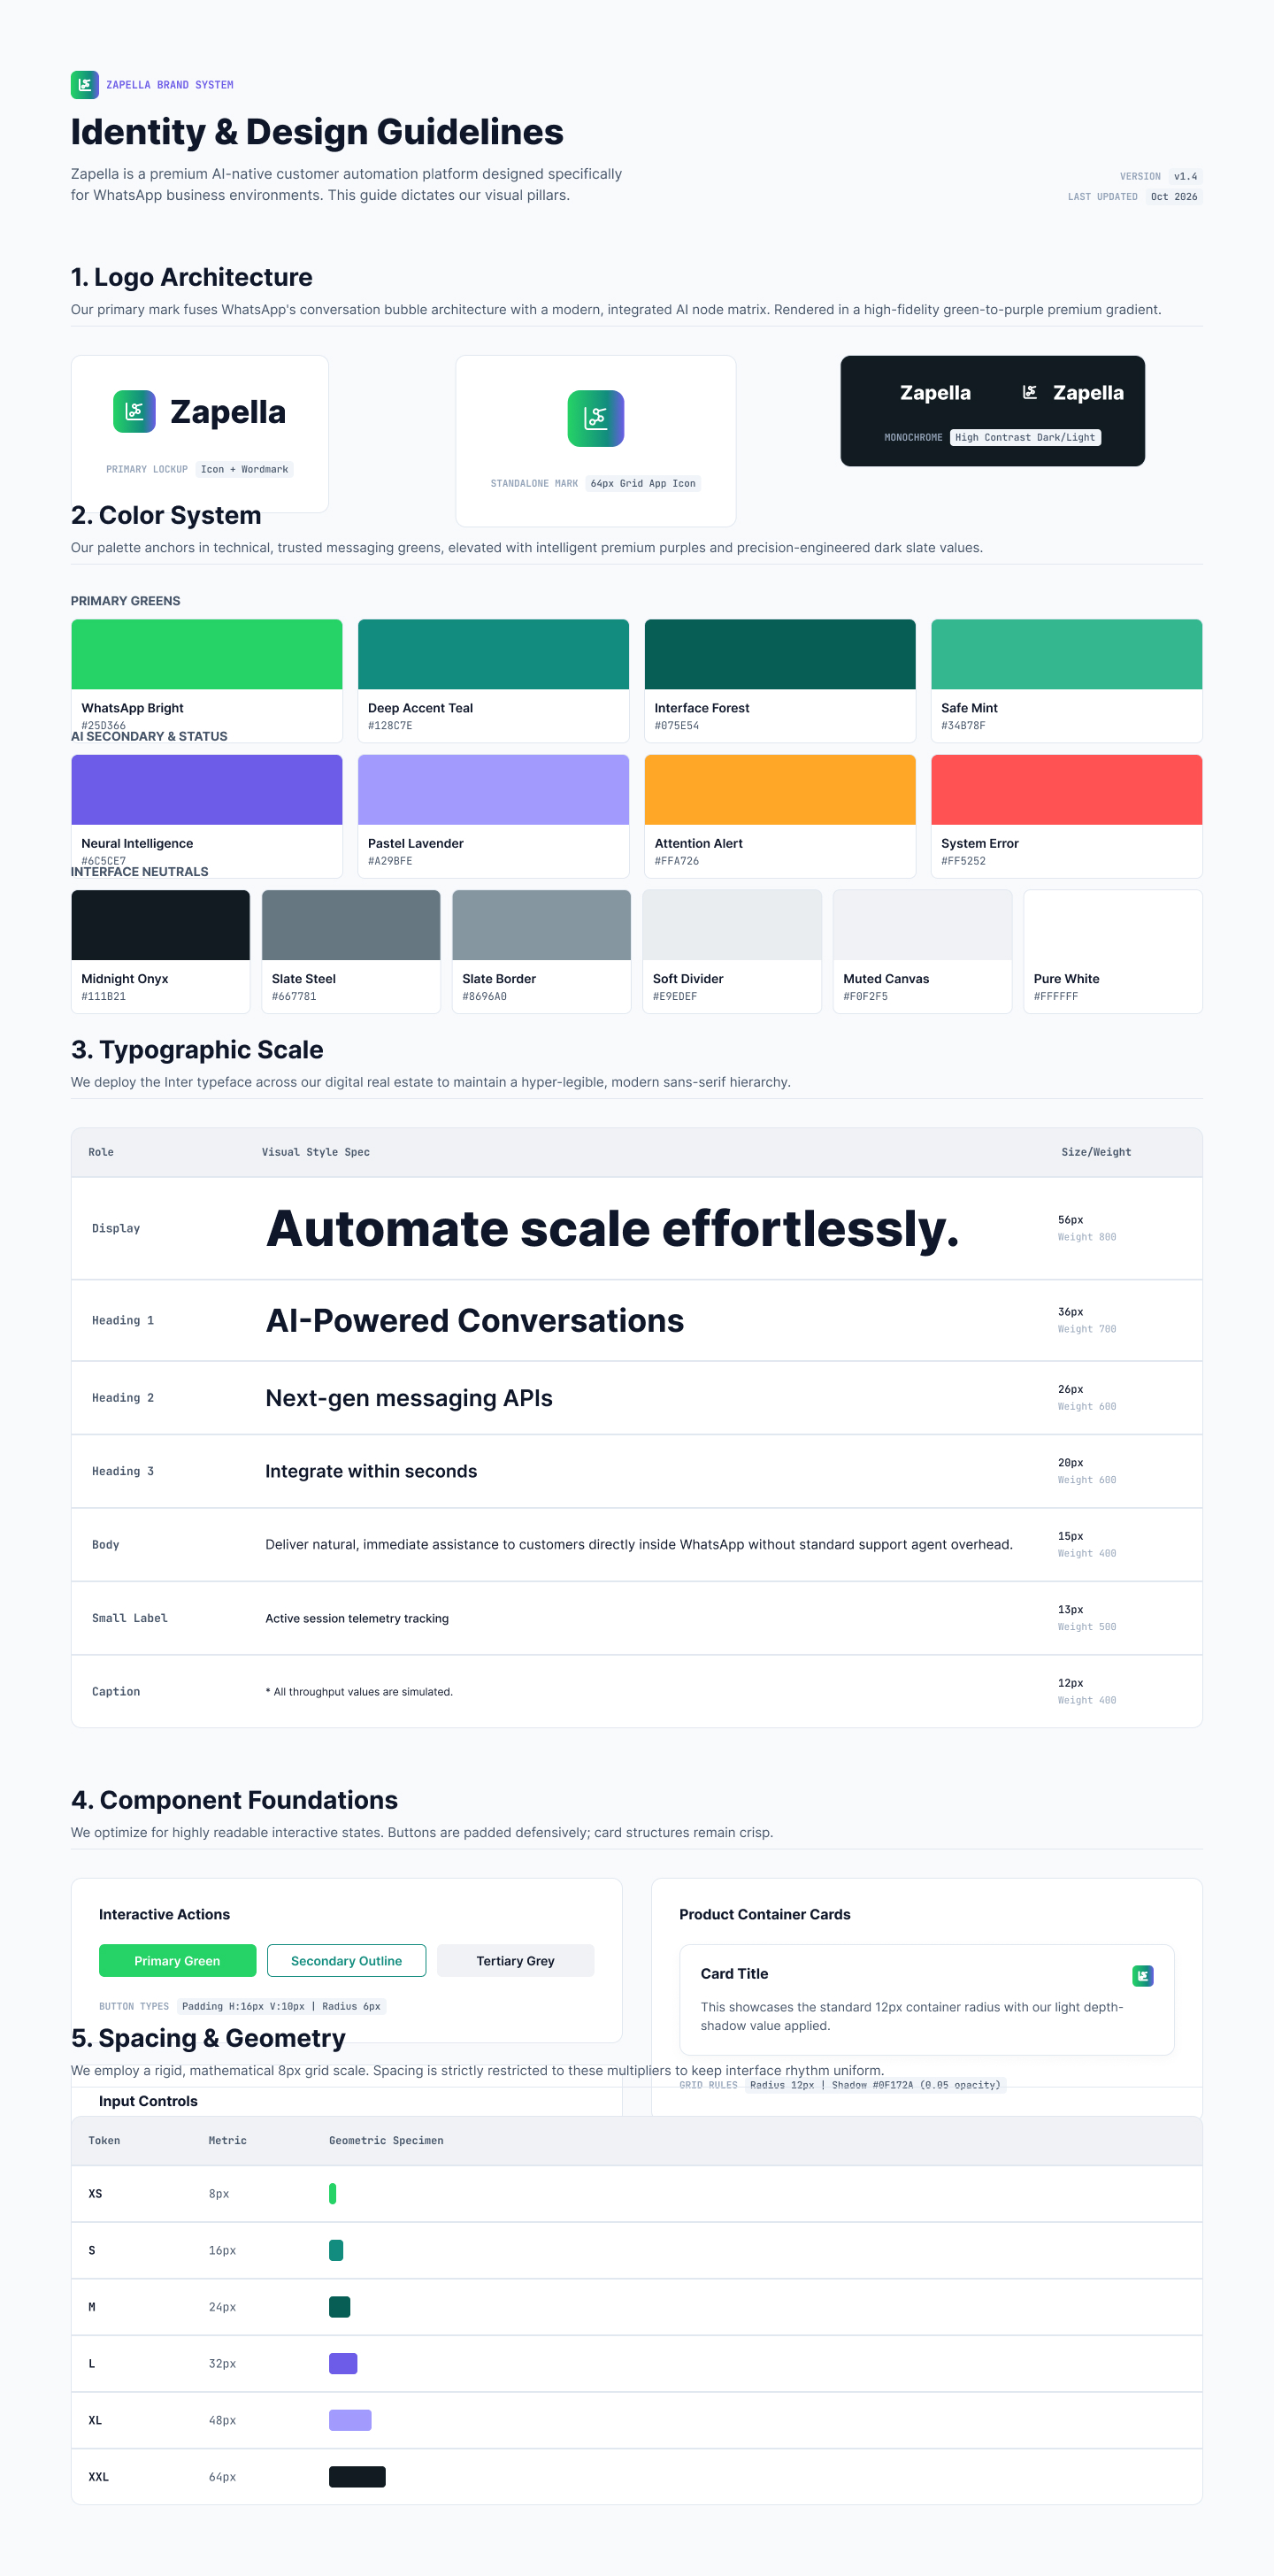 ZAPELLA BRAND SYSTEM
Identity & Design Guidelines
Zapella is a premium AI-native customer automation platform designed specifically
for WhatsApp business environments. This guide dictates our visual pillars.
VERSION v1.4
LAST UPDATED Oct 2026
1. Logo Architecture
Our primary mark fuses WhatsApp's conversation bubble architecture with a modern, integrated AI node matrix. Rendered in a high-fidelity green-to-purple premium gradient.
Zapella
PRIMARY LOCKUP Icon + Wordmark
STANDALONE MARK 64px Grid App Icon
Zapella Zapella
MONOCHROME High Contrast Dark/Light
2. Color System
Our palette anchors in technical, trusted messaging greens, elevated with intelligent premium purples and precision-engineered dark slate values.
PRIMARY GREENS
WhatsApp Bright
#25D366
Deep Accent Teal
#128C7E
Interface Forest
#075E54
Safe Mint
#34B78F
AI SECONDARY & STATUS
Neural Intelligence
#6C5CE7
Pastel Lavender
#A29BFE
Attention Alert
#FFA726
System Error
#FF5252
INTERFACE NEUTRALS
Midnight Onyx
#111B21
Slate Steel
#667781
Slate Border
#8696A0
Soft Divider
#E9EDEF
Muted Canvas
#F0F2F5
Pure White
#FFFFFF
3. Typographic Scale
We deploy the Inter typeface across our digital real estate to maintain a hyper-legible, modern sans-serif hierarchy.
Role Visual Style Spec Size/Weight
Display Automate scale effortlessly. 56px
Weight 800
Heading 1 AI-Powered Conversations 36px
Weight 700
Heading 2 Next-gen messaging APIs 26px
Weight 600
Heading 3 Integrate within seconds 20px
Weight 600
Body Deliver natural, immediate assistance to customers directly inside WhatsApp without standard support agent overhead. 15px
Weight 400
Small Label Active session telemetry tracking 13px
Weight 500
Caption * All throughput values are simulated. 12px
Weight 400
4. Component Foundations
We optimize for highly readable interactive states. Buttons are padded defensively; card structures remain crisp.
Interactive Actions
Primary Green Secondary Outline Tertiary Grey
BUTTON TYPES Padding H:16px V:10px | Radius 6px
Product Container Cards
Card Title
This showcases the standard 12px container radius with our light depth-
shadow value applied.
GRID RULES Radius 12px | Shadow #0F172A (0.05 opacity)
5. Spacing & Geometry
We employ a rigid, mathematical 8px grid scale. Spacing is strictly restricted to these multipliers to keep interface rhythm uniform.
Input Controls
Token Metric Geometric Specimen
XS 8px
S 16px
M 24px
L 32px
XL 48px
XXL 64px